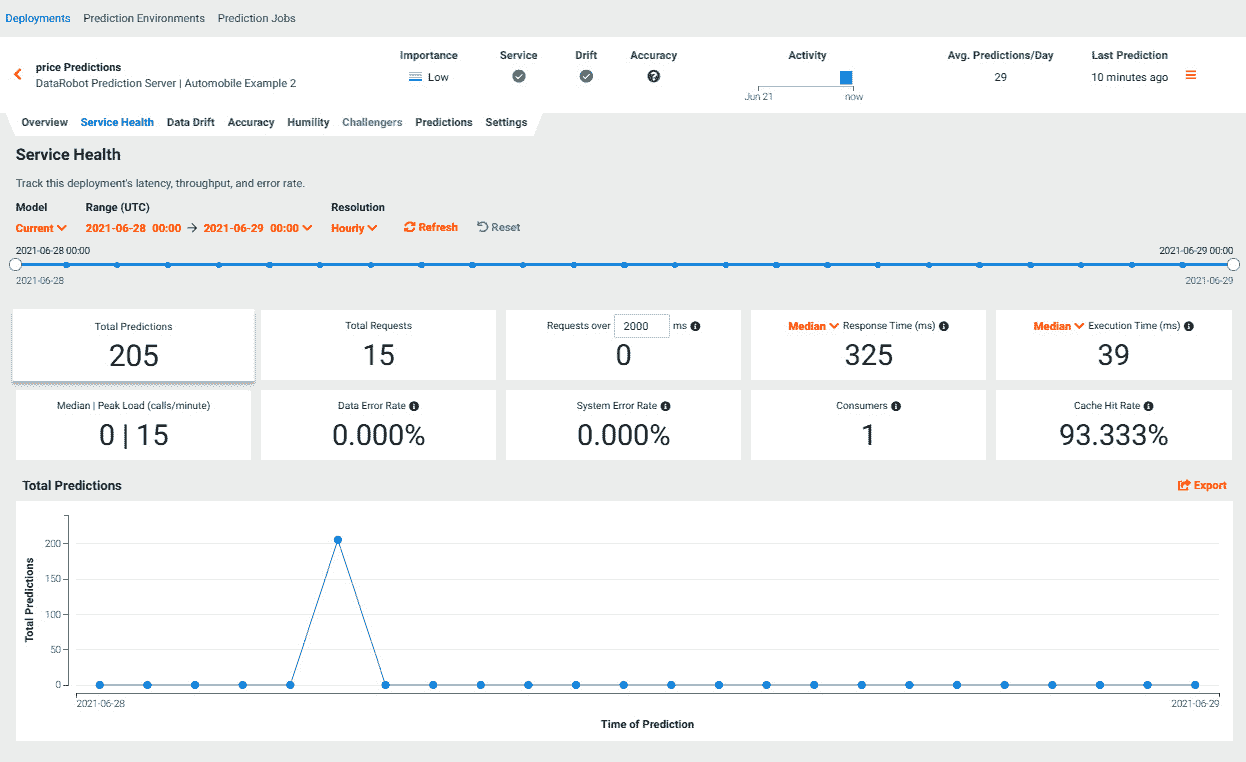 Deployments Prediction Environments Prediction Jobs
price Predictions
DataRobot Prediction Server | Automobile Example 2
Importance Service Drift Accuracy Activity Avg. Predictions/Day Last Prediction
Low 29 10 minutes ago
Jun 21 now
Overview Service Health Data Drift Accuracy Humility Challengers Predictions Settings
Service Health
Track this deployment's latency, throughput, and error rate.
Model Range (UTC) Resolution
Current 2021-06-28 00:00 → 2021-06-29 00:00 Hourly Refresh Reset
2021-06-28 00:00 2021-06-29 00:00
2021-06-28 2021-06-29
Total Predictions Total Requests Requests over 2000 ms Median Response Time (ms) Median Execution Time (ms)
205 15 0 325 39
Median | Peak Load (calls/minute) Data Error Rate System Error Rate Consumers Cache Hit Rate
0 | 15 0.000% 0.000% 1 93.333%
Total Predictions Export
Total Predictions
200
150
100
50
0
2021-06-28 2021-06-29
Time of Prediction